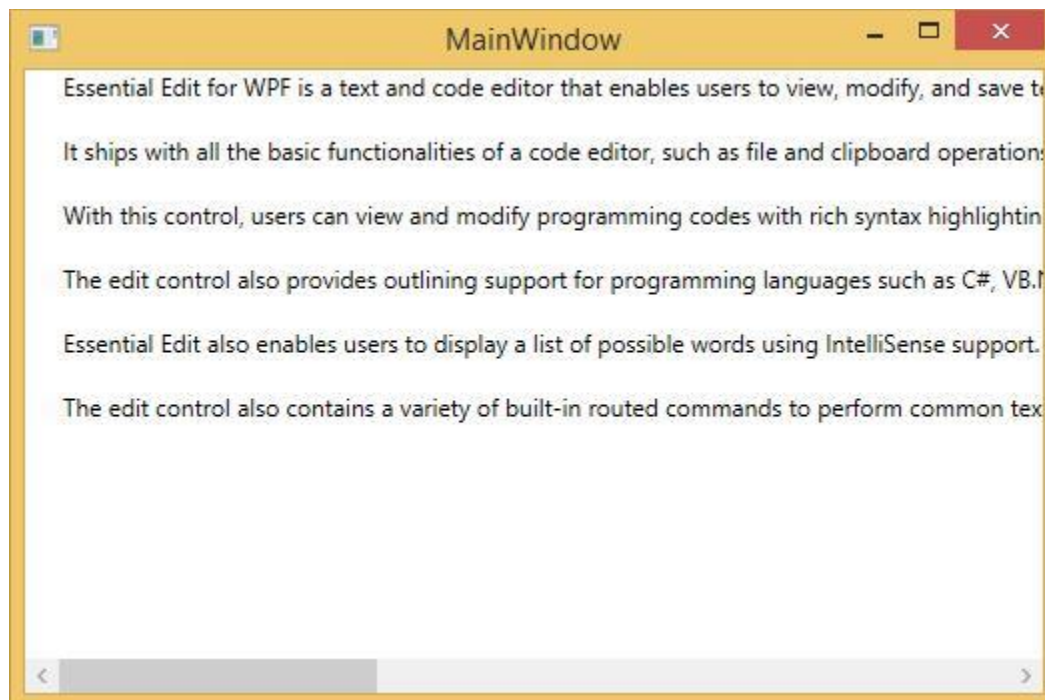 MainWindow
Essential Edit for WPF is a text and code editor that enables users to view, modify, and save
It ships with all the basic functionalities of a code editor, such as file and clipboard operations
With this control, users can view and modify programming codes with rich syntax highlightin
The edit control also provides outlining support for programming languages such as C#, VB.
Essential Edit also enables users to display a list of possible words using IntelliSense support.
The edit control also contains a variety of built-in routed commands to perform common tex